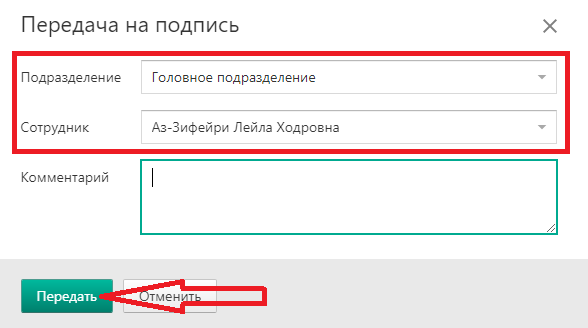 Передача на подпись
Подразделение Головное подразделение
Сотрудник Аз-Зифейри Лейла Ходровна
Комментарий
Передать Отменить